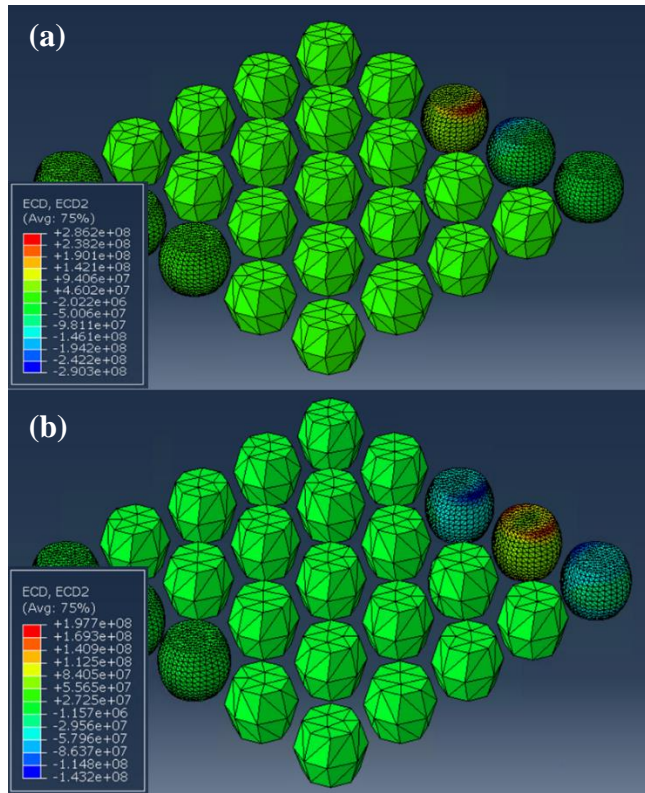 (a)
ECD, ECD2
(Avg: 75%)
+2.862e+08
+2.382e+08
+1.901e+08
+1.421e+08
+9.406e+07
+4.602e+07
-2.022e+06
-5.006e+07
-9.811e+07
-1.461e+08
-1.942e+08
-2.422e+08
-2.903e+08
(b)
ECD, ECD2
(Avg: 75%)
+1.977e+08
+1.693e+08
+1.409e+08
+1.125e+08
+8.405e+07
+5.565e+07
+2.725e+07
-1.157e+06
-2.956e+07
-5.796e+07
-8.637e+07
-1.148e+08
-1.432e+08